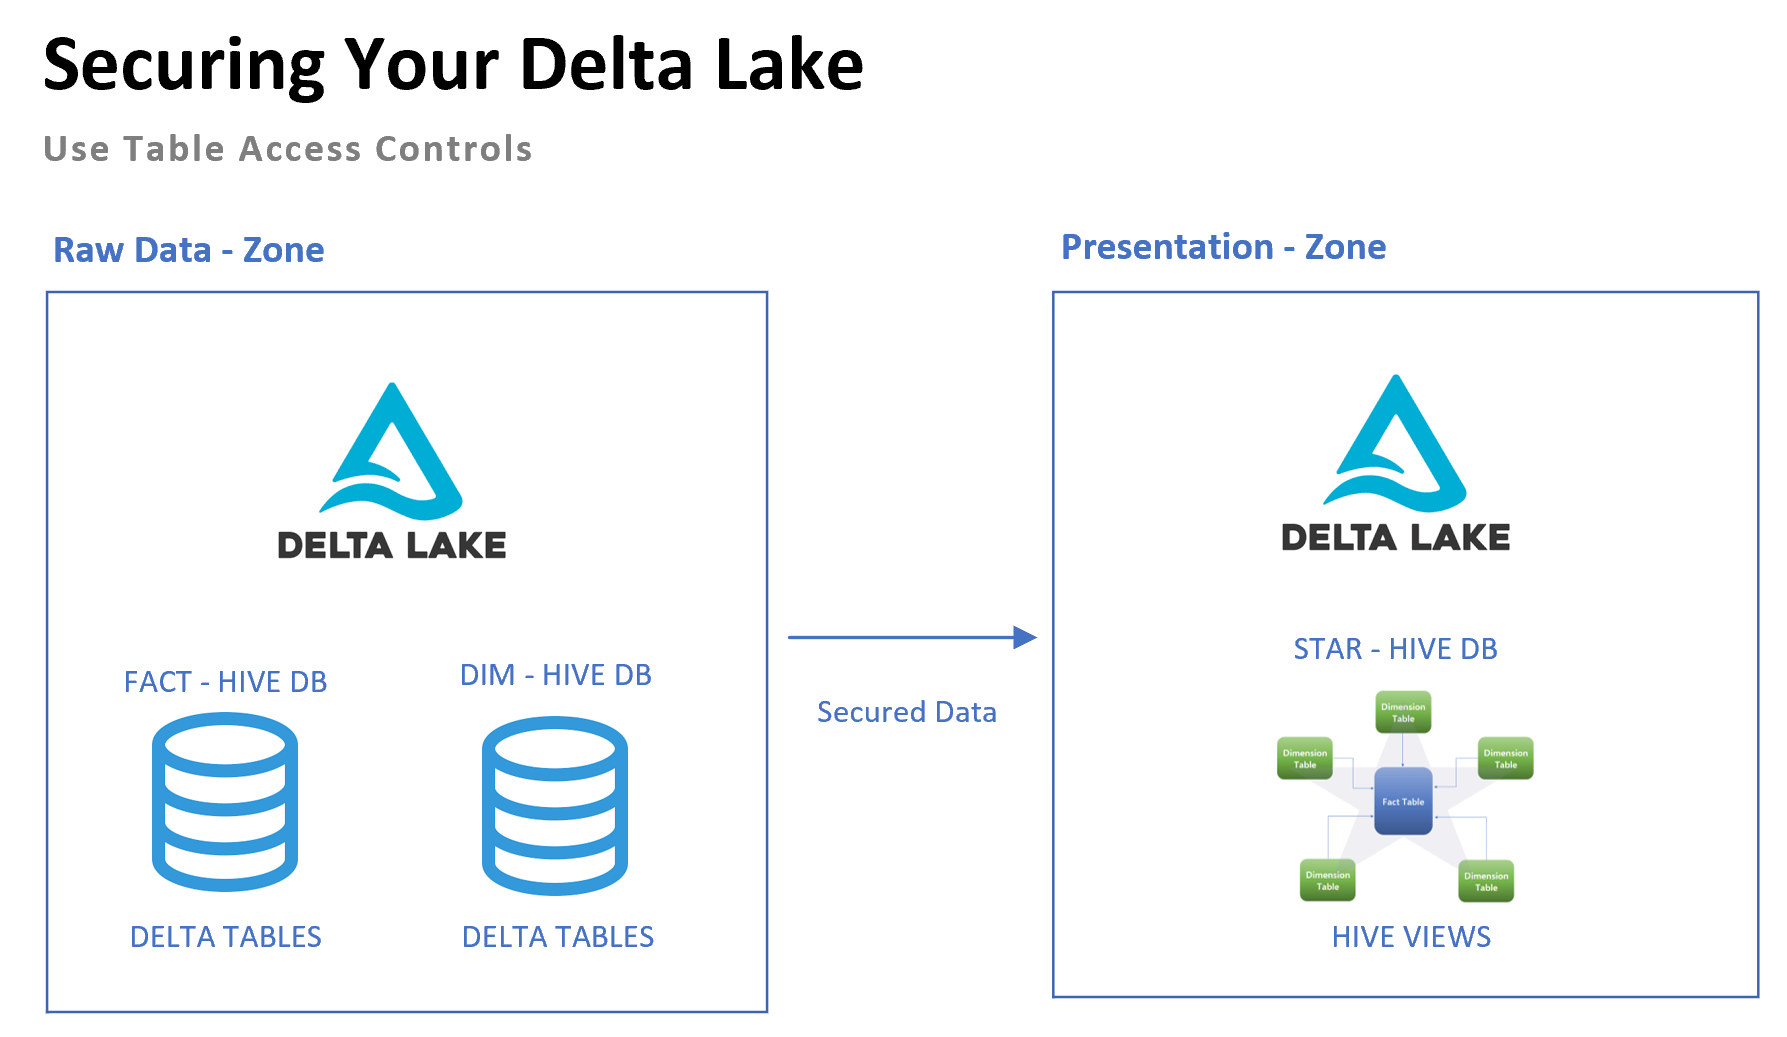 Securing Your Delta Lake
Use Table Access Controls
Raw Data - Zone
DELTA LAKE
FACT - HIVE DB
DIM - HIVE DB
DELTA TABLES
DELTA TABLES
Secured Data
Presentation - Zone
DELTA LAKE
STAR - HIVE DB
Dimension
Table
Dimension
Table
Dimension
Table
Fact Table
Dimension
Table
Dimension
Table
HIVE VIEWS